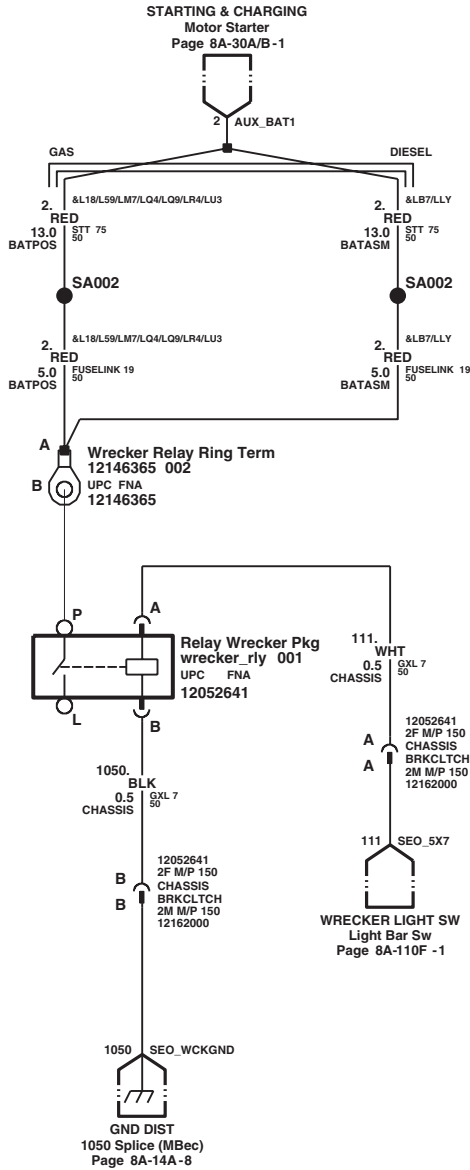 STARTING & CHARGING
Motor Starter
Page 8A-30A/B-1
2 AUX_BAT1
GAS
DIESEL
2. &L18/L59/LM7/LQ4/LQ9/LR4/LU3
RED
13.0 STT 75
BATPOS 50
2. &LB7/LLY
RED
13.0 STT 75
BATASM 50
SA002
SA002
2. &L18/L59/LM7/LQ4/LQ9/LR4/LU3
RED
5.0 FUSELINK 19
BATPOS 50
2. &LB7/LLY
RED
5.0 FUSELINK 19
BATASM 50
A
B
Wrecker Relay Ring Term
12146365 002
UPC FNA
12146365
P
A
L
B
Relay Wrecker Pkg
wrecker_rly 001
UPC FNA
12052641
111.
WHT
0.5 GXL 7
CHASSIS 50
A
A
12052641
2F M/P 150
CHASSIS
BRKCLTCH
2M M/P 150
12162000
111 SEO_5X7
WRECKER LIGHT SW
Light Bar Sw
Page 8A-110F -1
1050.
BLK
0.5 GXL 7
CHASSIS 50
B
B
12052641
2F M/P 150
CHASSIS
BRKCLTCH
2M M/P 150
12162000
1050 SEO_WCKGND
GND DIST
1050 Splice (MBec)
Page 8A-14A-8